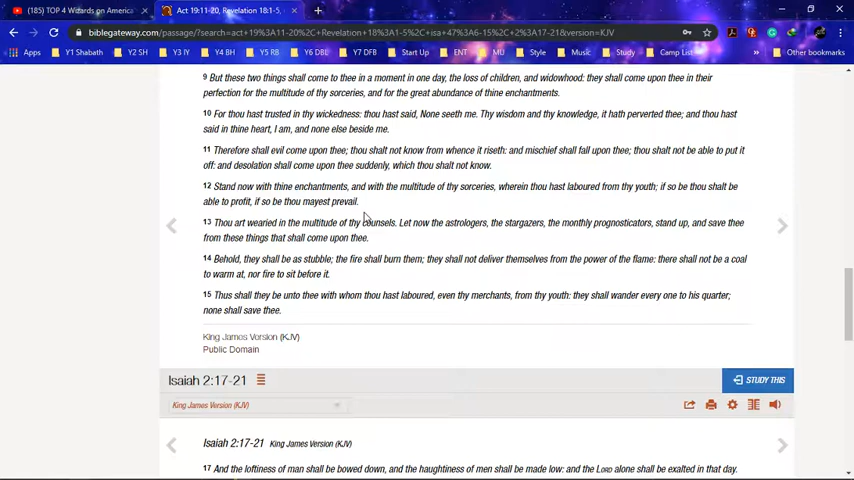 (185) TOP 4 Wizards on America
Act 19:11-20, Revelation 18:1-5,
biblegateway.com/passage/?search=act+19%3A11-20%2C+Revelation+18%3A1-5%2C+isa+47%3A6-15%2C+2%3A17-21&version=KJV
Apps Y1 Shabath Y2 SH Y3 IY Y4 BH Y5 RB Y6 DBL Y7 DFB Start Up ENT MU Style Music Study Camp List Other bookmarks
9 But these two things shall come to thee in a moment in one day, the loss of children, and widowhood: they shall come upon thee in their
perfection for the multitude of thy sorceries, and for the great abundance of thine enchantments.
10 For thou hast trusted in thy wickedness: thou hast said, None seeth me. Thy wisdom and thy knowledge, it hath perverted thee; and thou hast
said in thine heart, I am, and none else beside me.
11 Therefore shall evil come upon thee; thou shalt not know from whence it riseth: and mischief shall fall upon thee; thou shalt not be able to put it
off: and desolation shall come upon thee suddenly, which thou shalt not know.
12 Stand now with thine enchantments, and with the multitude of thy sorceries, wherein thou hast laboured from thy youth; if so be thou shalt be
able to profit, if so be thou mayest prevail.
13 Thou art wearied in the multitude of thy counsels. Let now the astrologers, the stargazers, the monthly prognosticators, stand up, and save thee
from these things that shall come upon thee.
14 Behold, they shall be as stubble; the fire shall burn them; they shall not deliver themselves from the power of the flame: there shall not be a coal
to warm at, nor fire to sit before it.
15 Thus shall they be unto thee with whom thou hast laboured, even thy merchants, from thy youth: they shall wander every one to his quarter;
none shall save thee.
King James Version (KJV)
Public Domain
Isaiah 2:17-21
STUDY THIS
King James Version (KJV)
Isaiah 2:17-21 King James Version (KJV)
17 And the loftiness of man shall be bowed down, and the haughtiness of men shall be made low: and the LORD alone shall be exalted in that day.